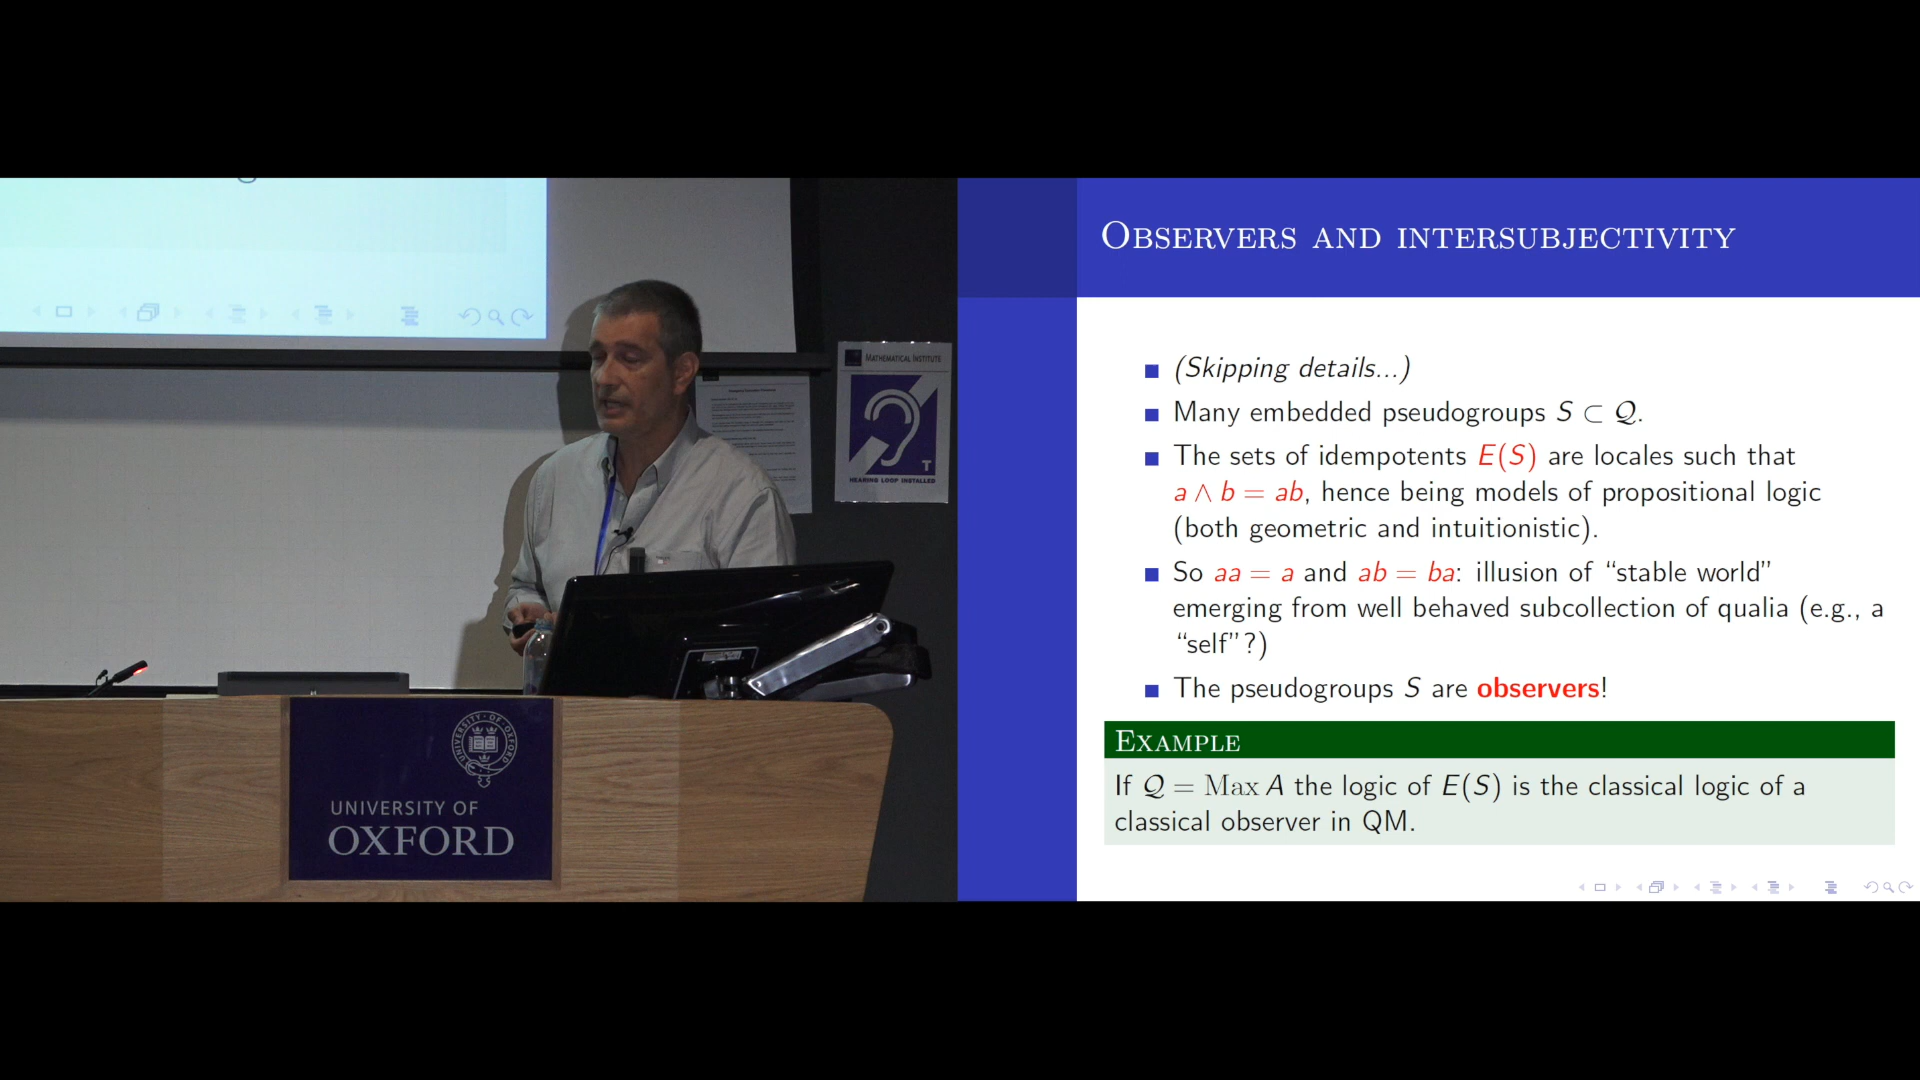 MATHEMATICAL INSTITUTE
T
HEARING LOOP INSTALLED
UNIVERSITY OF
OXFORD
OBSERVERS AND INTERSUBJECTIVITY
(Skipping details...)
Many embedded pseudogroups S ⊂ 𝒬.
The sets of idempotents E(S) are locales such that
a ∧ b = ab, hence being models of propositional logic
(both geometric and intuitionistic).
So aa = a and ab = ba: illusion of “stable world”
emerging from well behaved subcollection of qualia (e.g., a
“self”?)
The pseudogroups S are observers!
EXAMPLE
If 𝒬 = Max A the logic of E(S) is the classical logic of a
classical observer in QM.